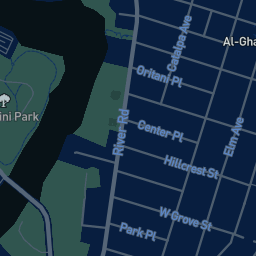 Catalpa Ave
Al-Gha
Oritani Pl
ini Park
River Rd
Center Pl
Elm Ave
Hillcrest St
W Grove St
Park Pl